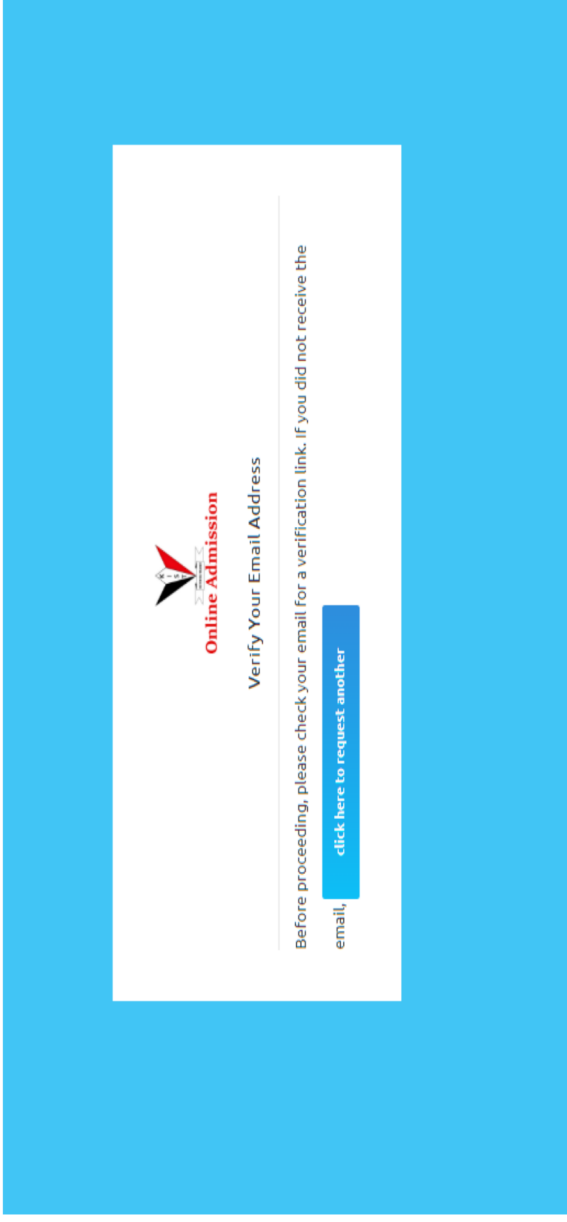 Online Admission
Verify Your Email Address
Before proceeding, please check your email for a verification link. If you did not receive the
email, click here to request another